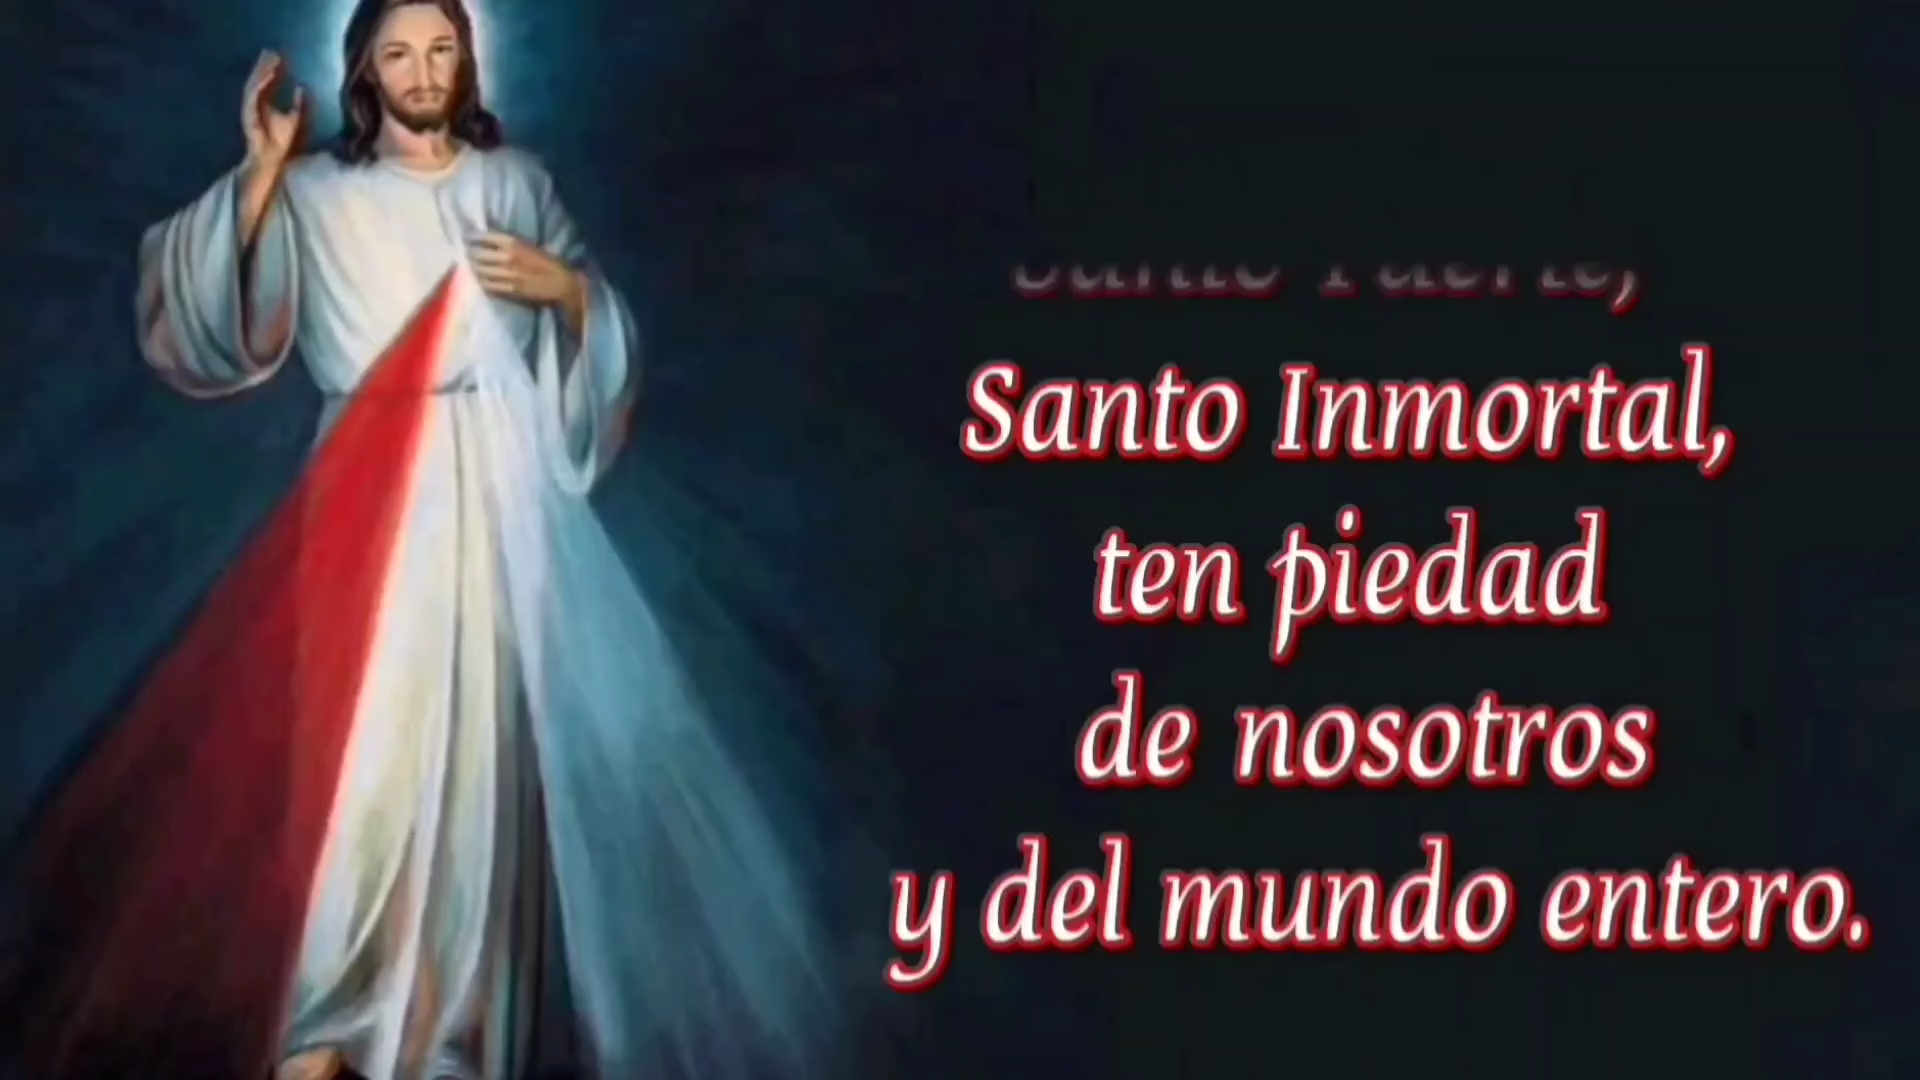 Santo Inmortal,
ten piedad
de nosotros
y del mundo entero.